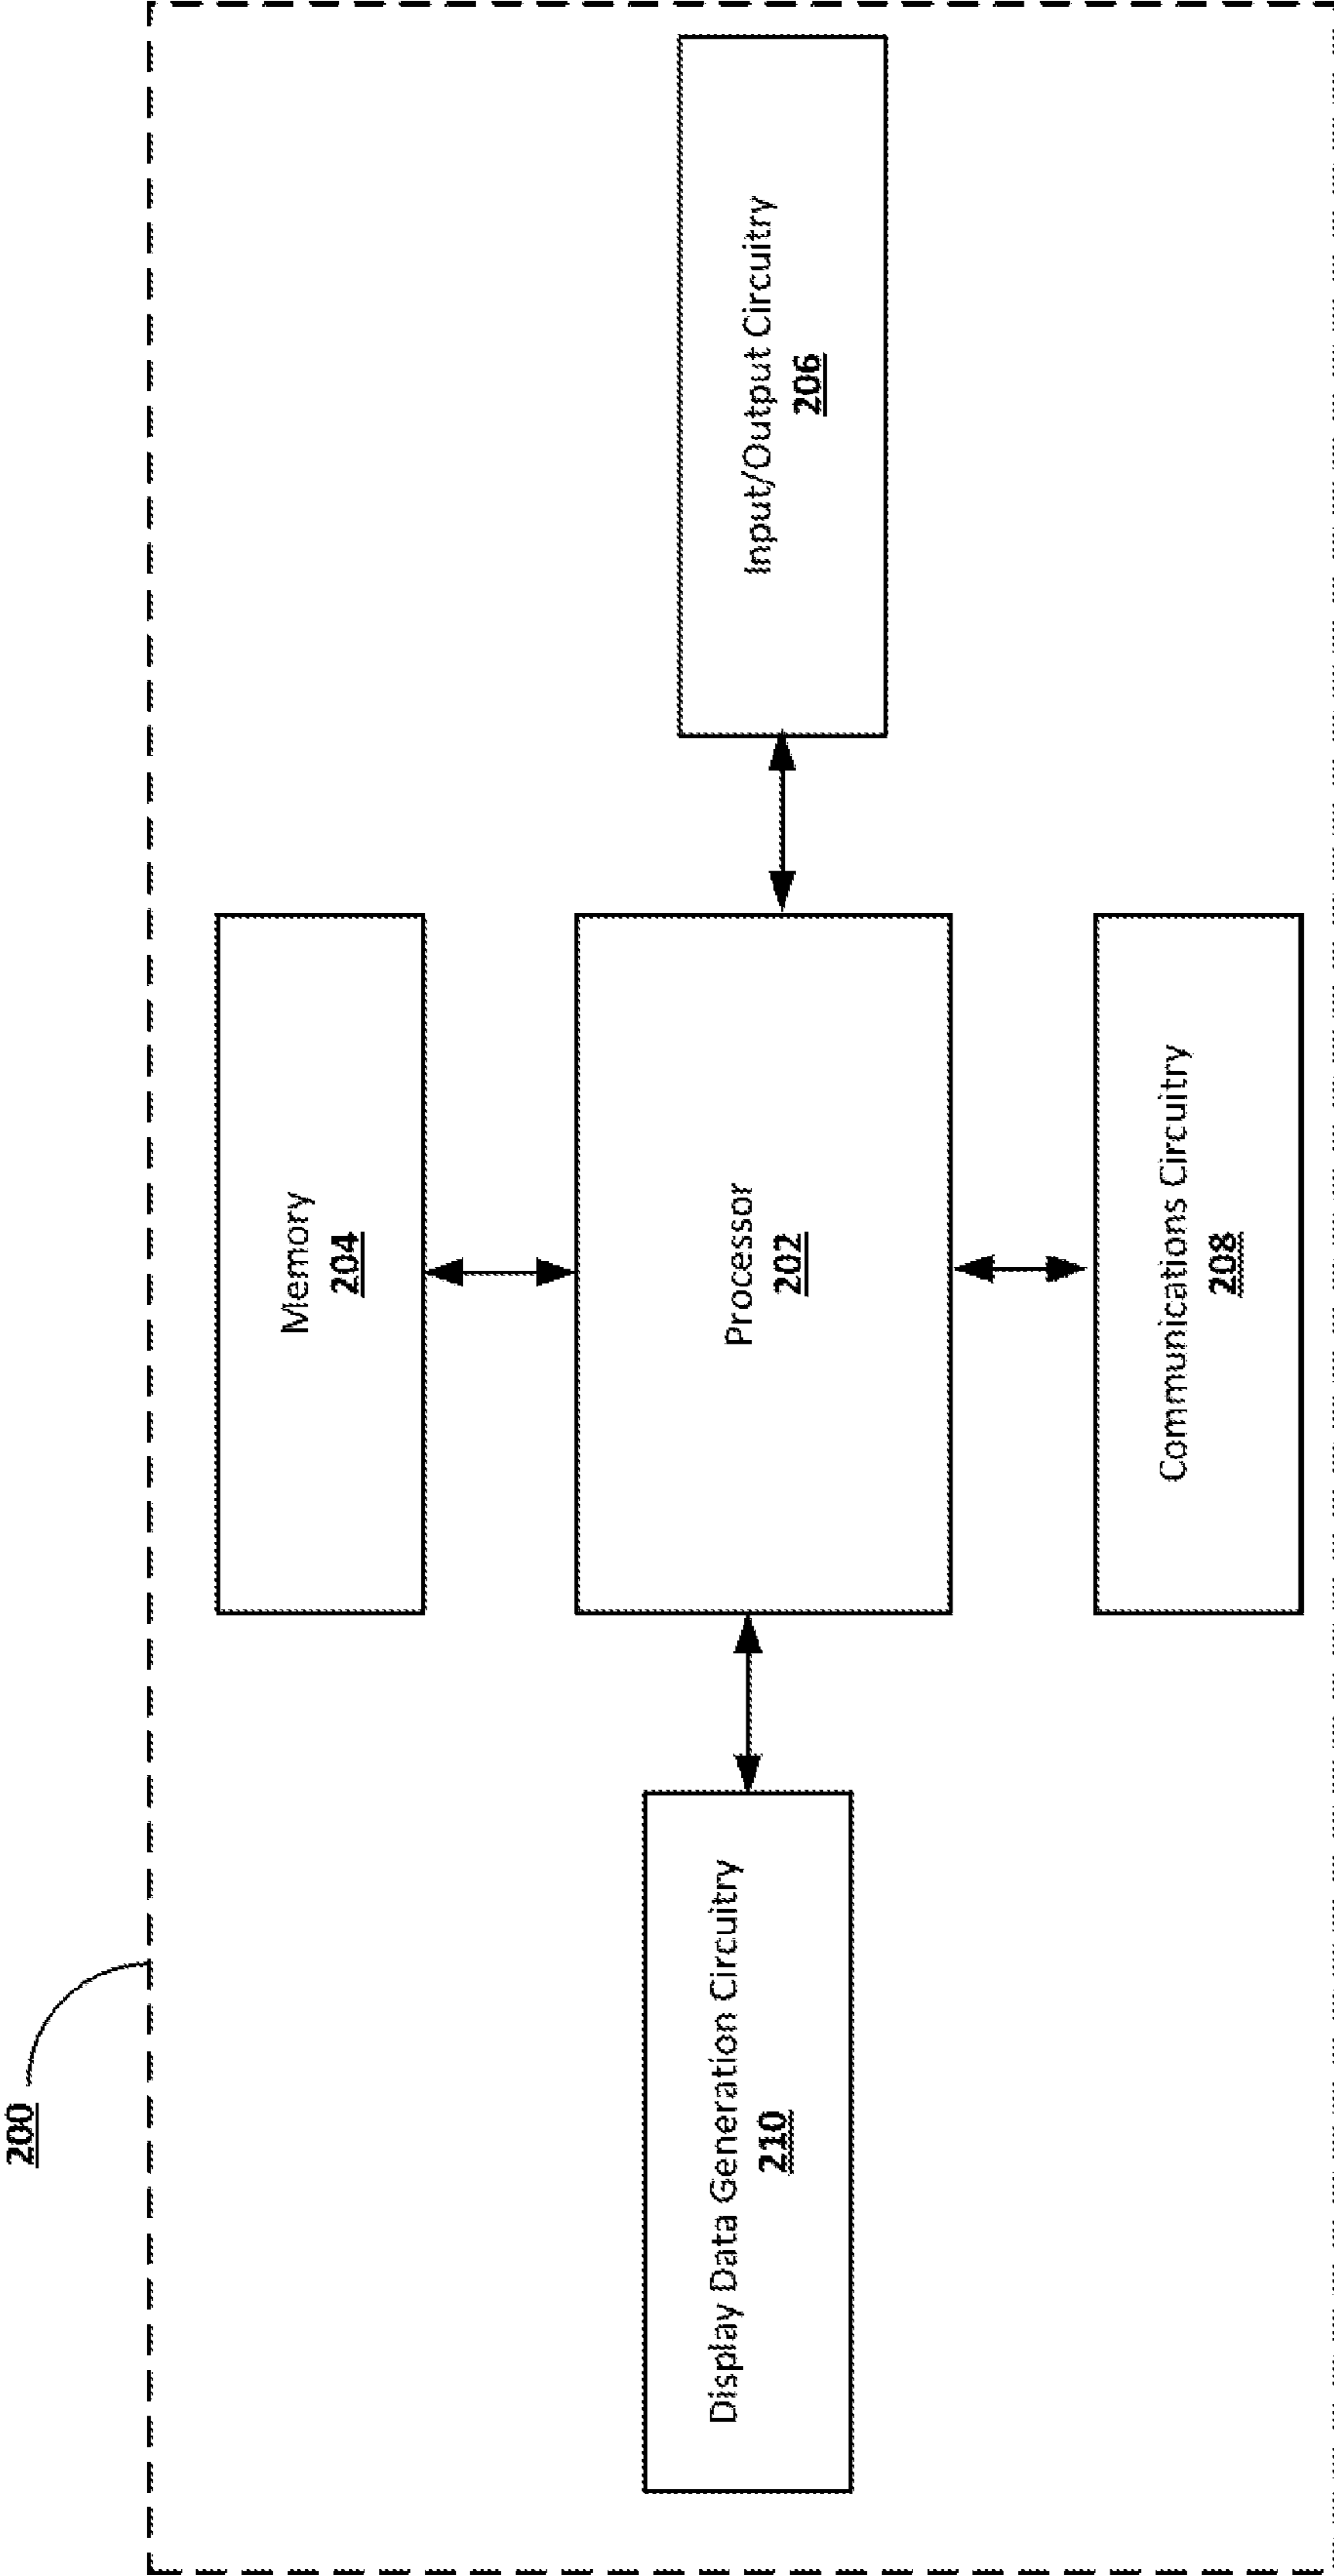 200
Memory
204
Display Data Generation Circuitry
210
Processor
202
Input/Output Circuitry
206
Communications Circuitry
208